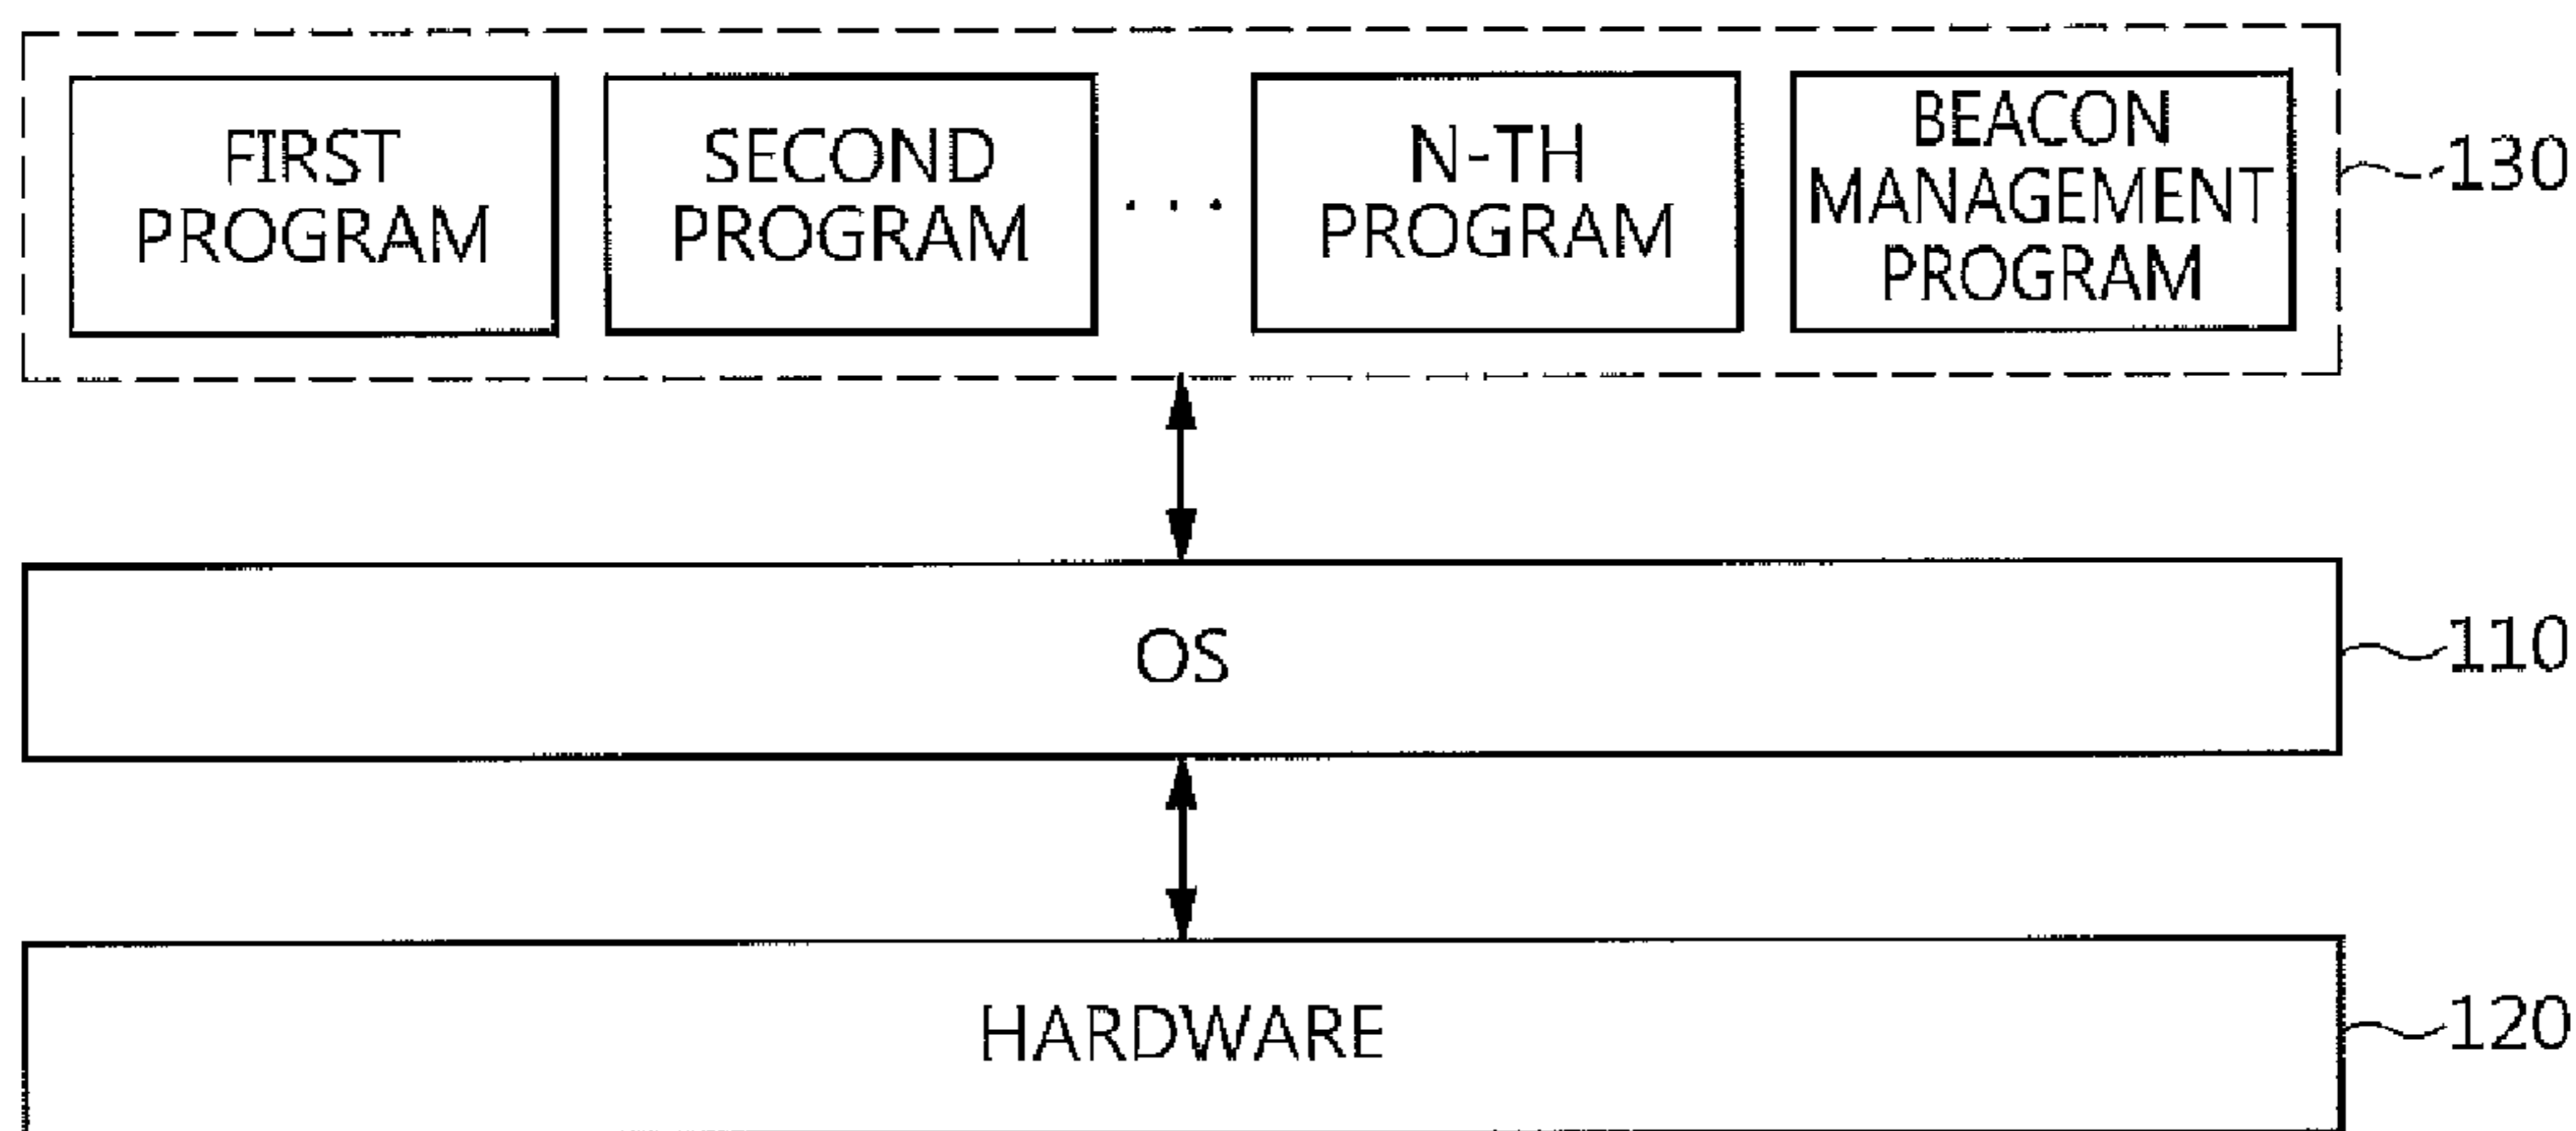 FIRST
PROGRAM
SECOND
PROGRAM
. . .
N-TH
PROGRAM
BEACON
MANAGEMENT
PROGRAM
130
OS
110
HARDWARE
120